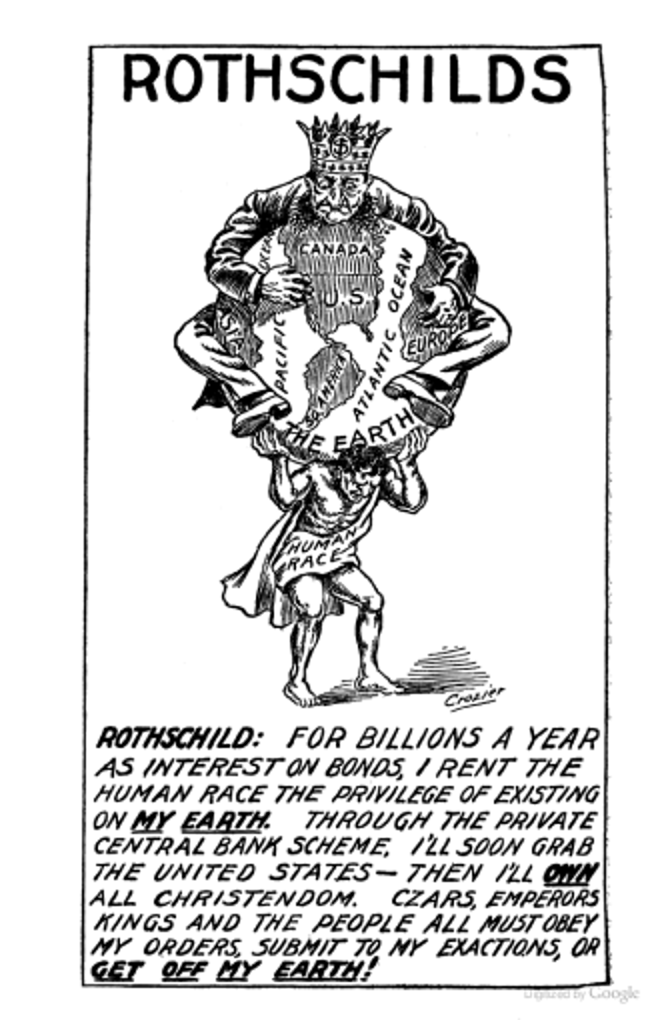 ROTHSCHILDS
$
CANADA
U.S.
OCEAN
PACIFIC
ASIA
SO AMERICA
ATLANTIC OCEAN
EUROPE
THE EARTH
HUMAN
RACE
Crozier
ROTHSCHILD: FOR BILLIONS A YEAR
AS INTEREST ON BONDS, I RENT THE
HUMAN RACE THE PRIVILEGE OF EXISTING
ON MY EARTH. THROUGH THE PRIVATE
CENTRAL BANK SCHEME, I'LL SOON GRAB
THE UNITED STATES — THEN I'LL OWN
ALL CHRISTENDOM. CZARS, EMPERORS
KINGS AND THE PEOPLE ALL MUST OBEY
MY ORDERS, SUBMIT TO MY EXACTIONS, OR
GET OFF MY EARTH!
Digitized by Google